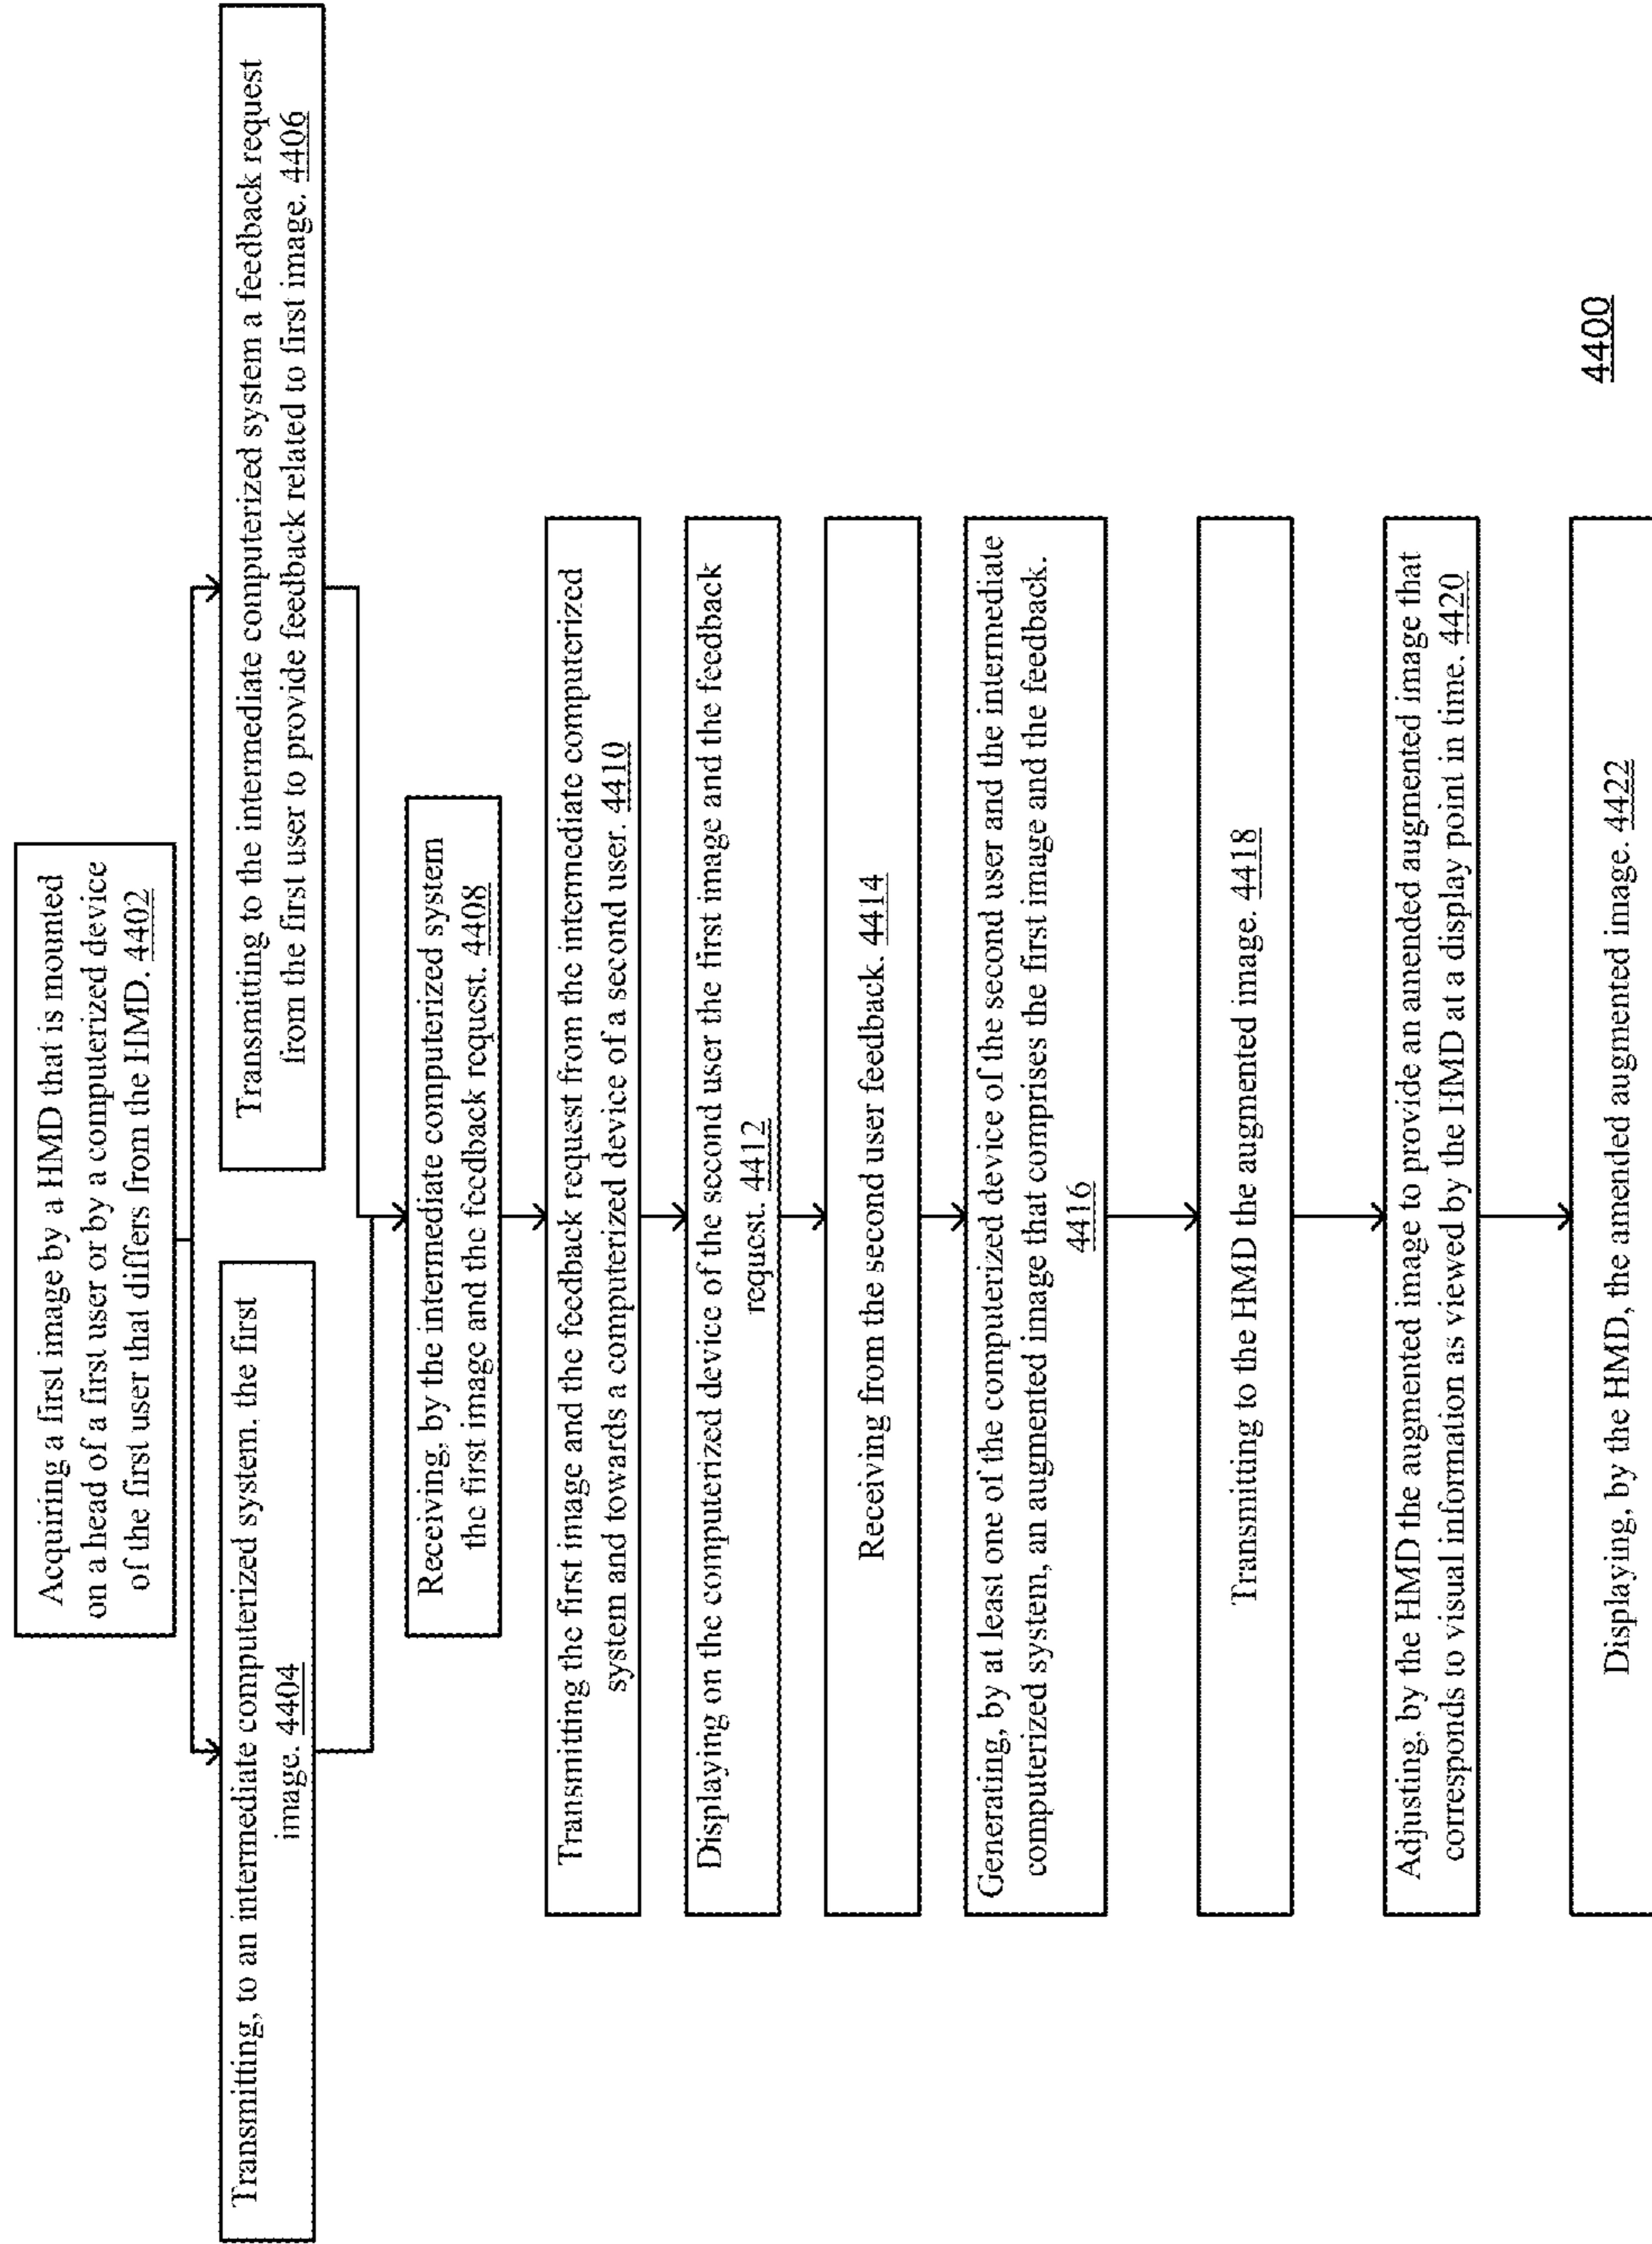 Acquiring a first image by a HMD that is mounted
on a head of a first user or by a computerized device
of the first user that differs from the HMD. 4402
Transmitting, to an intermediate computerized system. the first
image. 4404
Transmitting to the intermediate computerized system a feedback request
from the first user to provide feedback related to first image. 4406
Receiving, by the intermediate computerized system
the first image and the feedback request. 4408
Transmitting the first image and the feedback request from the intermediate computerized
system and towards a computerized device of a second user. 4410
Displaying on the computerized device of the second user the first image and the feedback
request. 4412
Receiving from the second user feedback. 4414
Generating, by at least one of the computerized device of the second user and the intermediate
computerized system, an augmented image that comprises the first image and the feedback.
4416
Transmitting to the HMD the augmented image. 4418
Adjusting, by the HMD the augmented image to provide an amended augmented image that
corresponds to visual information as viewed by the HMD at a display point in time. 4420
Displaying, by the HMD, the amended augmented image. 4422
4400